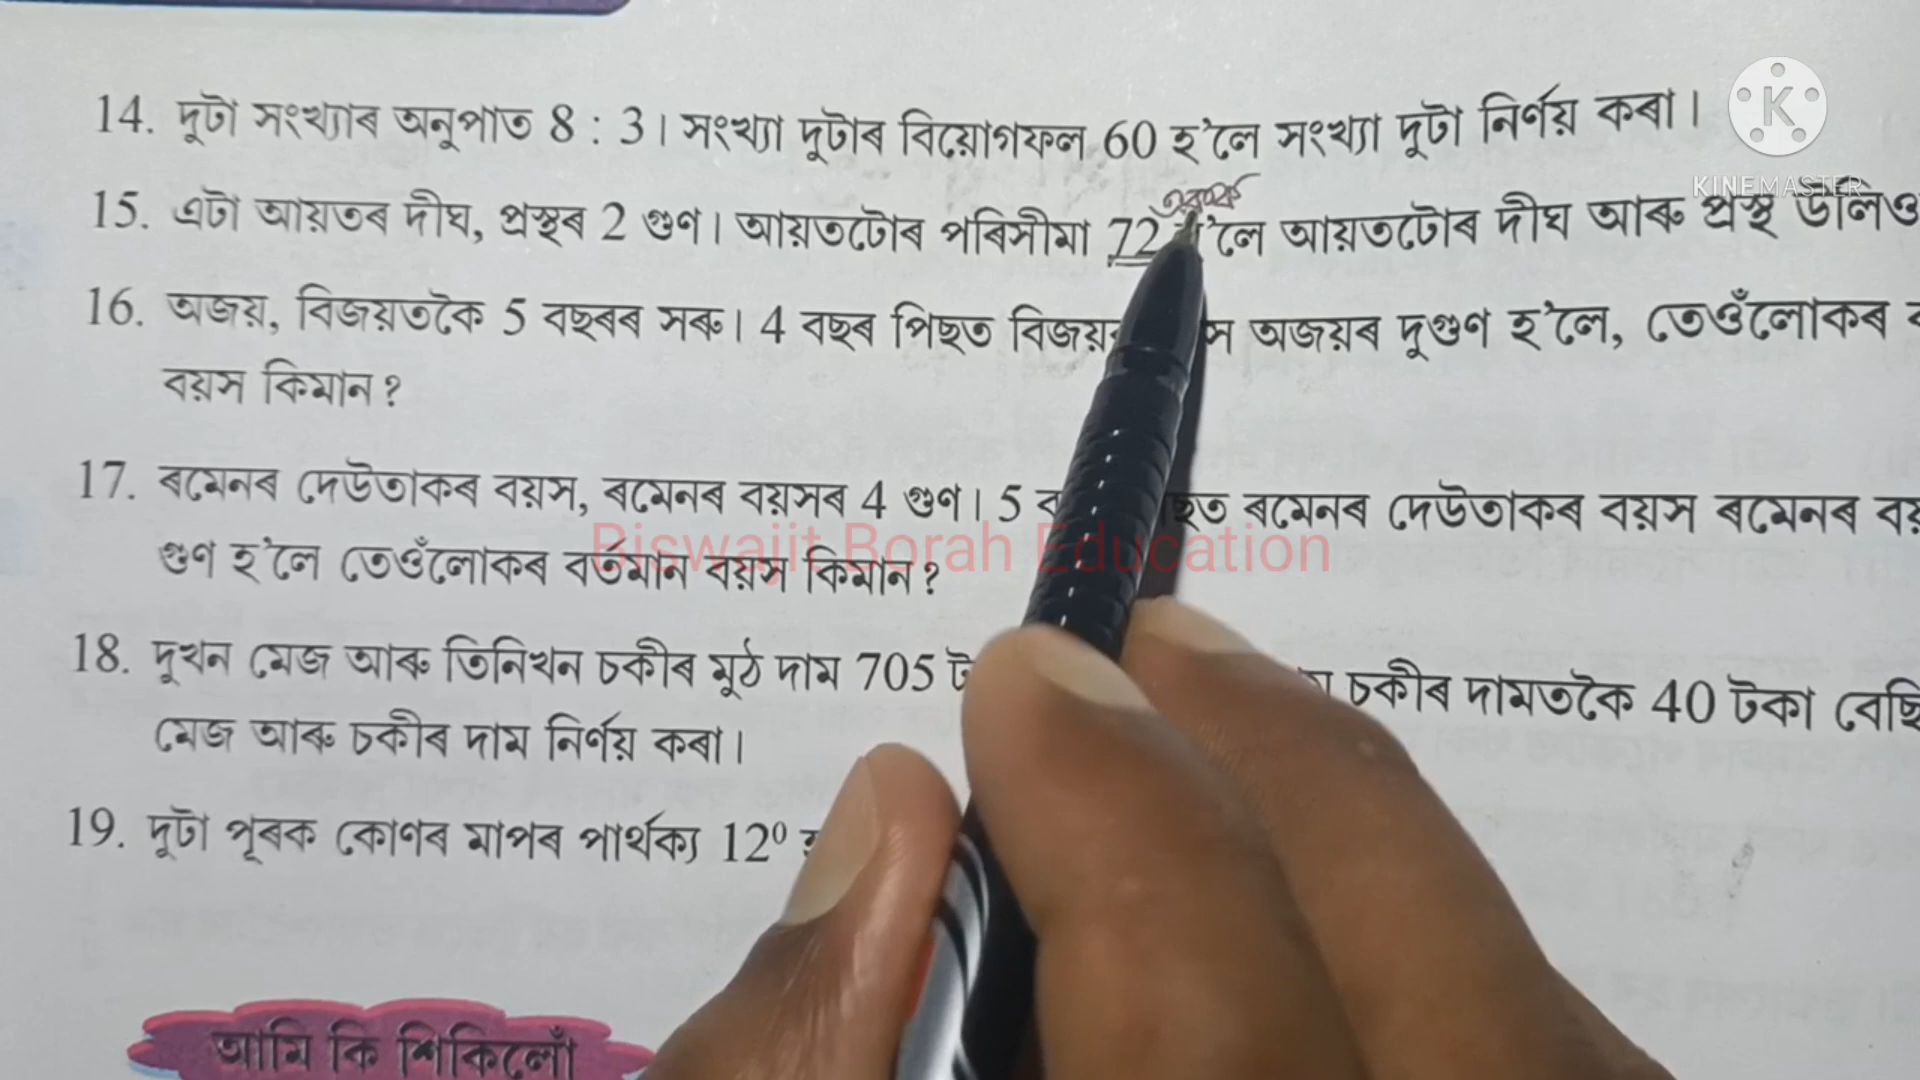 14. দুটা সংখ্যাৰ অনুপাত 8 : 3। সংখ্যা দুটাৰ বিয়োগফল 60 হ’লে সংখ্যা দুটা নিৰ্ণয় কৰা।
K
KINEMASTER
15. এটা আয়তৰ দীঘ, প্ৰস্থৰ 2 গুণ। আয়তটোৰ পৰিসীমা 72 হ’লে আয়তটোৰ দীঘ আৰু প্ৰস্থ উলিও
16. অজয়, বিজয়তকৈ 5 বছৰৰ সৰু। 4 বছৰ পিছত বিজয় অজয়ৰ দুগুণ হ’লে, তেওঁলোকৰ
বয়স কিমান?
17. ৰমেনৰ দেউতাকৰ বয়স, ৰমেনৰ বয়সৰ 4 গুণ। 5 ব ছত ৰমেনৰ দেউতাকৰ বয়স ৰমেনৰ বয়
Biswajit Borah Education
গুণ হ’লে তেওঁলোকৰ বৰ্তমান বয়স কিমান?
18. দুখন মেজ আৰু তিনিখন চকীৰ মুঠ দাম 705 ট চকীৰ দামতকৈ 40 টকা বেছি
মেজ আৰু চকীৰ দাম নিৰ্ণয় কৰা।
19. দুটা পূৰক কোণৰ মাপৰ পাৰ্থক্য 12⁰
আমি কি শিকিলোঁ